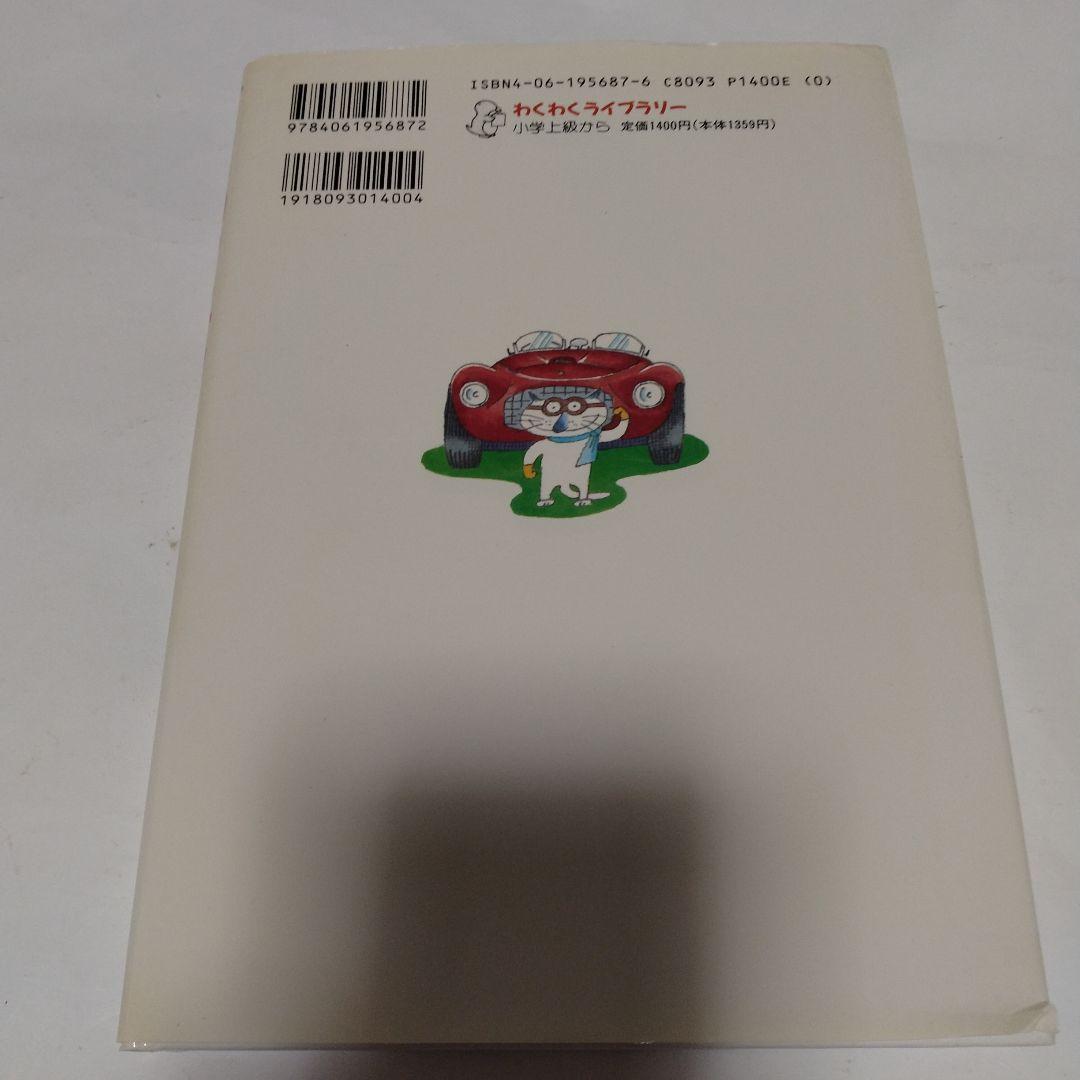 ISBN4-06-195687-6 C8093 P1400E (0)
わくわくライブラリー
小学上級から 定価1400円(本体1359円)
9784061956872
1918093014004